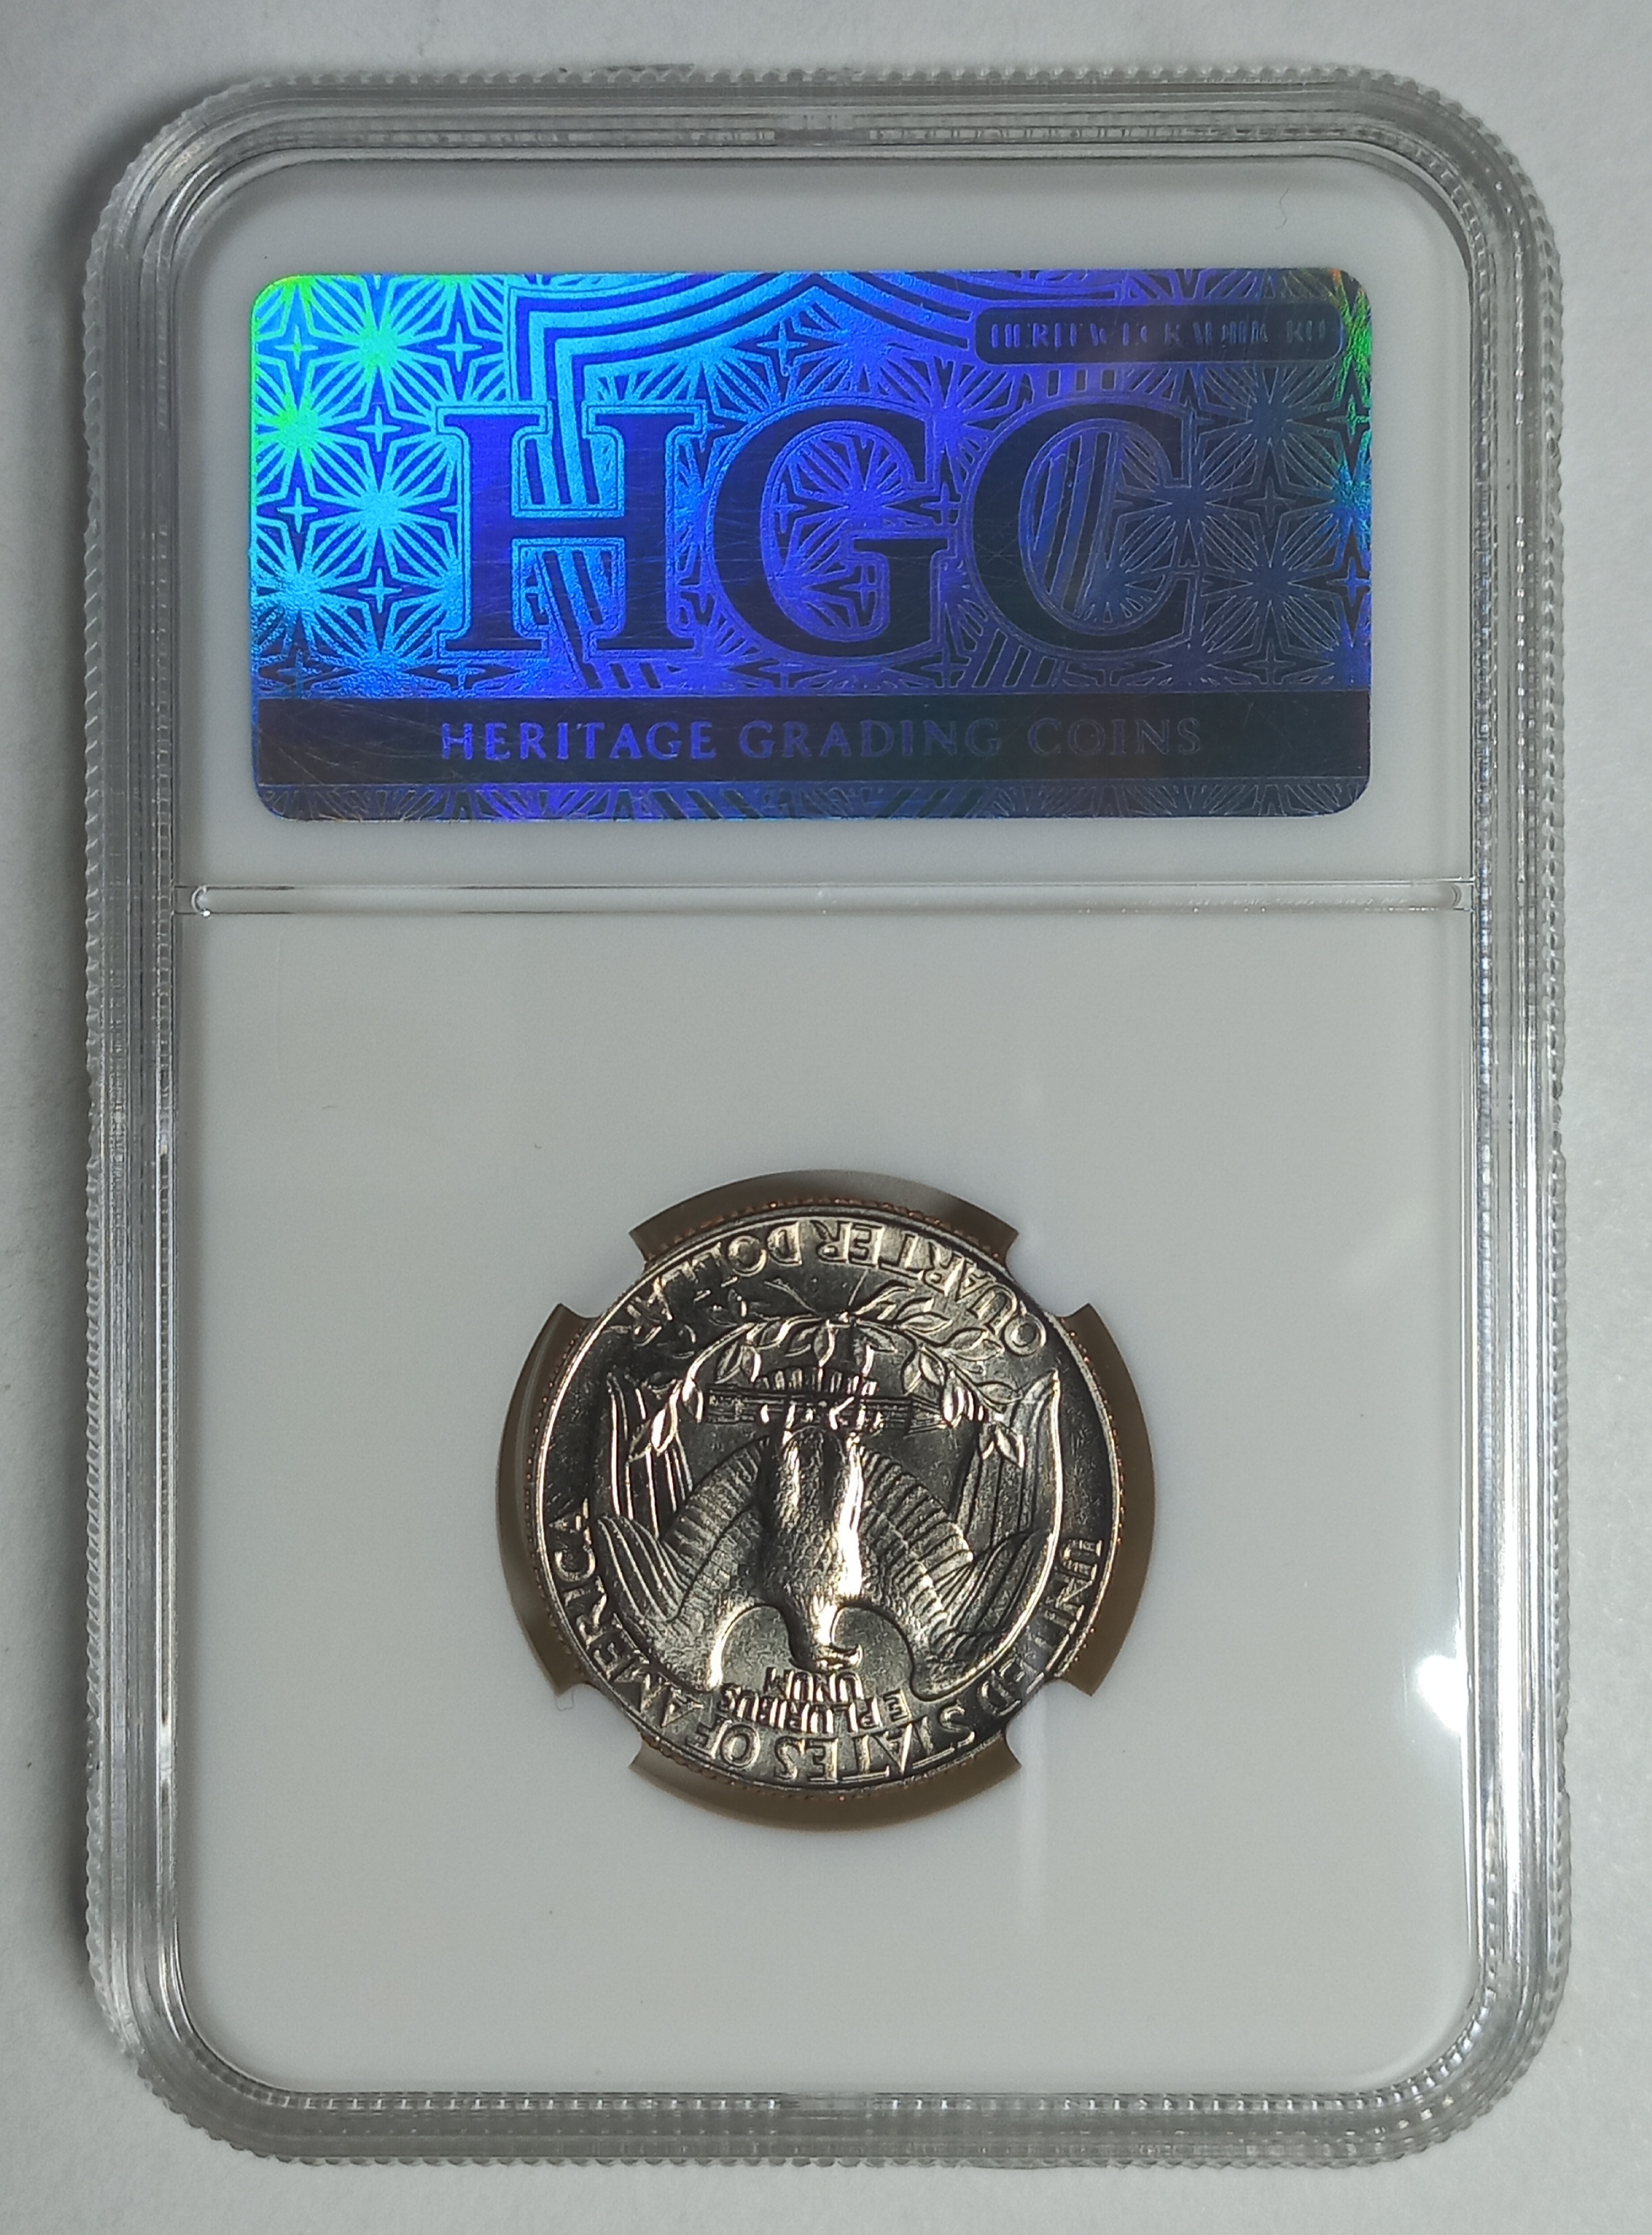 HGC
HERITAGE GRADING COINS
QUARTER DOLLAR
E PLURIBUS
UNUM
UNITED STATES OF AMERICA